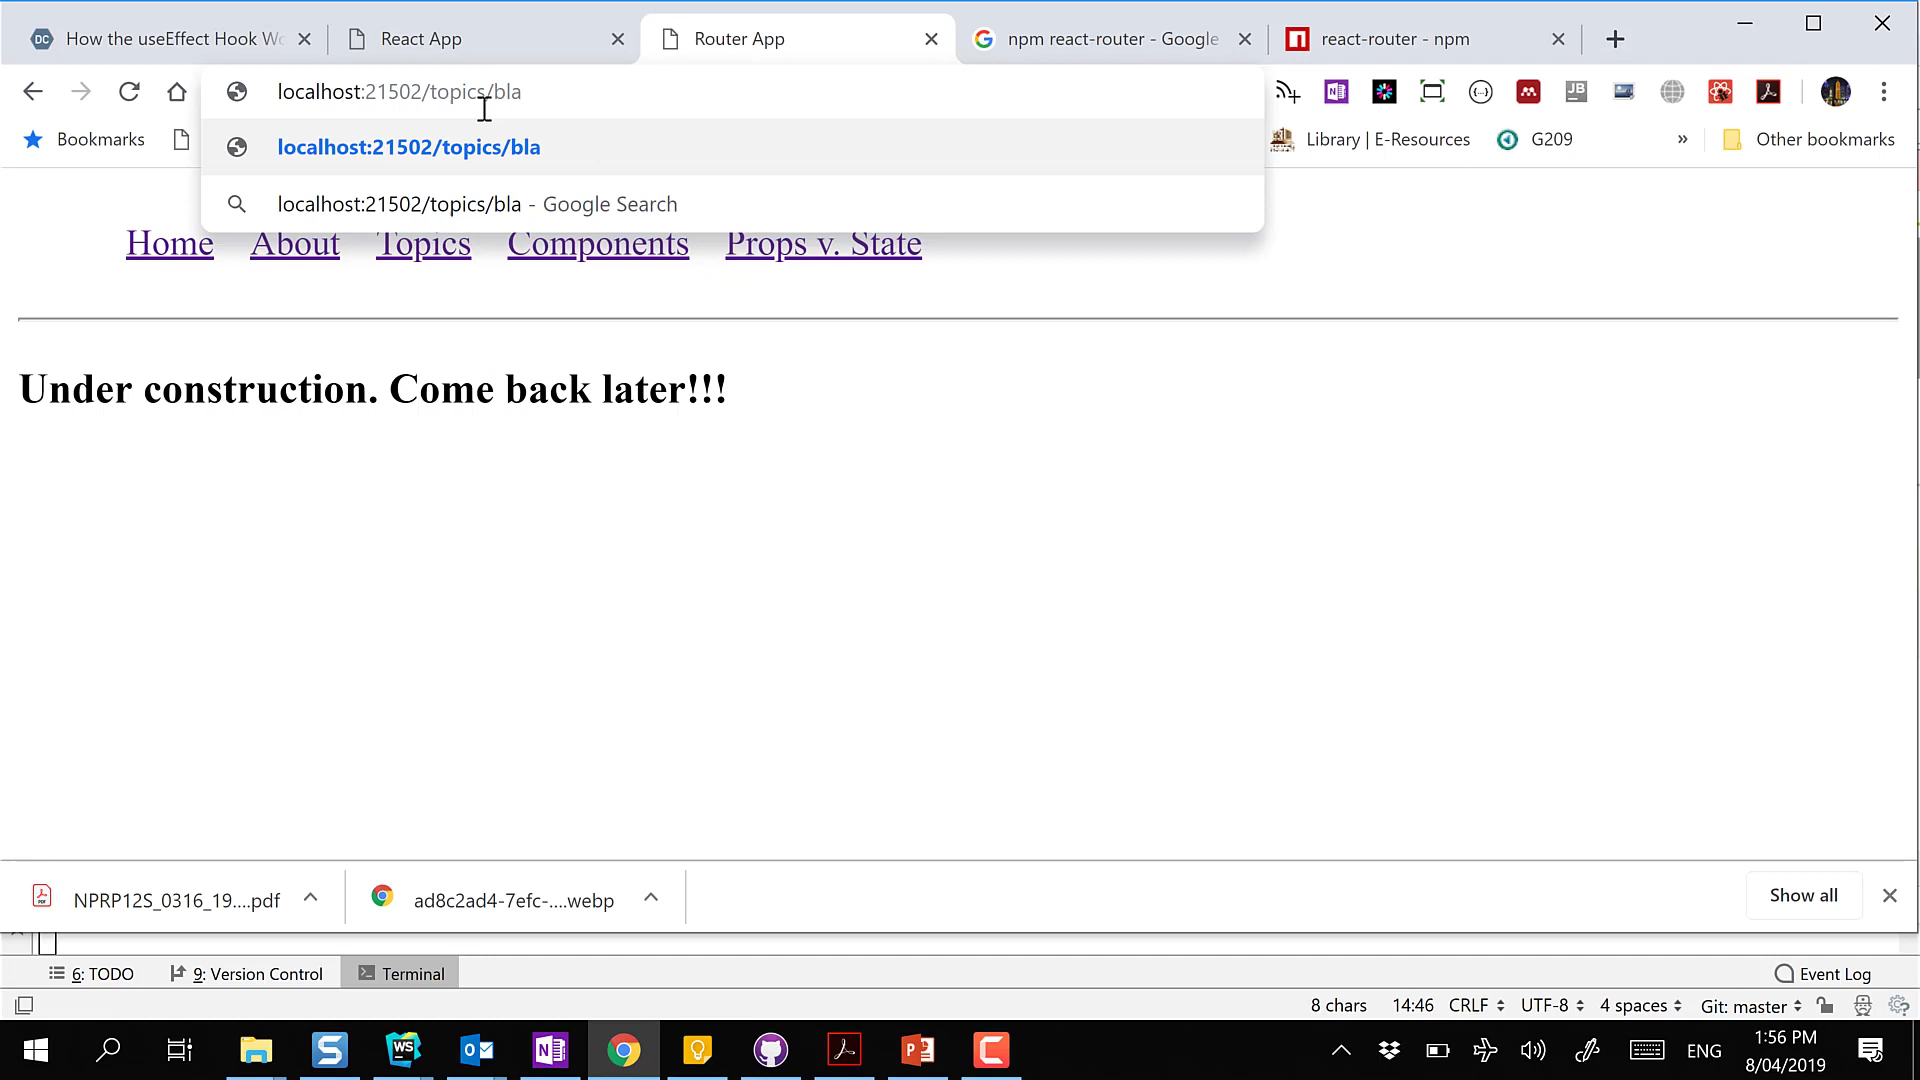 How the useEffect Hook Wo
React App
Router App
npm react-router - Google
react-router - npm
localhost:21502/topics/bla
localhost:21502/topics/bla
localhost:21502/topics/bla - Google Search
Bookmarks
Library | E-Resources
G209
»
Other bookmarks
Home About Topics Components Props v. State
Under construction. Come back later!!!
NPRP12S_0316_19....pdf
ad8c2ad4-7efc-....webp
Show all
6: TODO
9: Version Control
Terminal
Event Log
8 chars 14:46 CRLF UTF-8 4 spaces Git: master
ENG
1:56 PM
8/04/2019